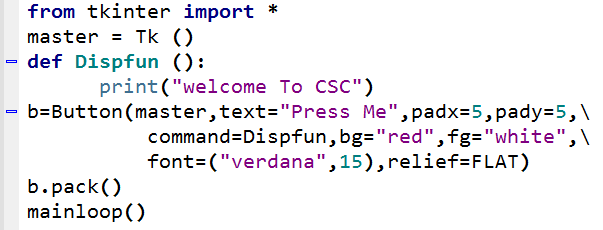 from tkinter import *
master = Tk ()
def Dispfun ():
print("welcome To CSC")
b=Button(master,text="Press Me",padx=5,pady=5,\
command=Dispfun,bg="red",fg="white",\
font=("verdana",15),relief=FLAT)
b.pack()
mainloop()